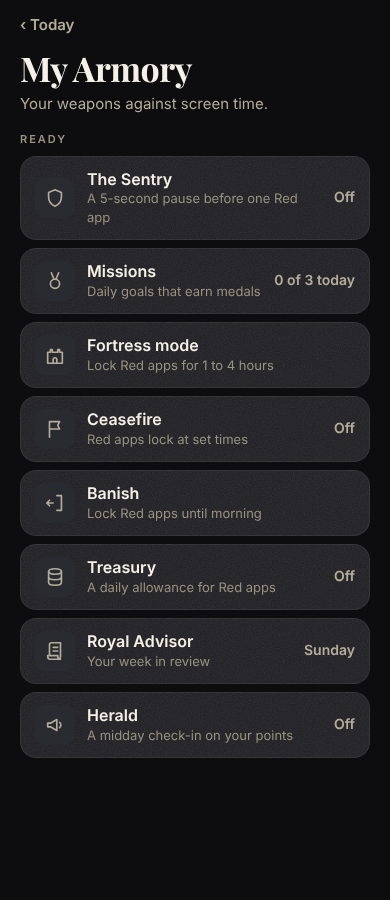 ‹ Today
My Armory
Your weapons against screen time.
READY
The Sentry
A 5-second pause before one Red
app
Off
Missions
Daily goals that earn medals
0 of 3 today
Fortress mode
Lock Red apps for 1 to 4 hours
Ceasefire
Red apps lock at set times
Off
Banish
Lock Red apps until morning
Treasury
A daily allowance for Red apps
Off
Royal Advisor
Your week in review
Sunday
Herald
A midday check-in on your points
Off